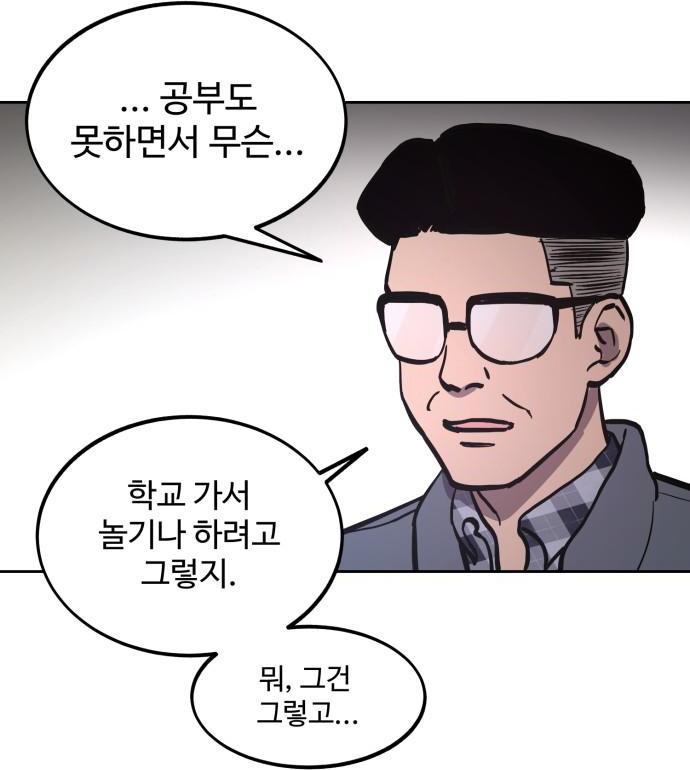 ... 공부도
못하면서 무슨...
학교 가서
놀기나 하려고
그렇지.
뭐, 그건
그렇고...